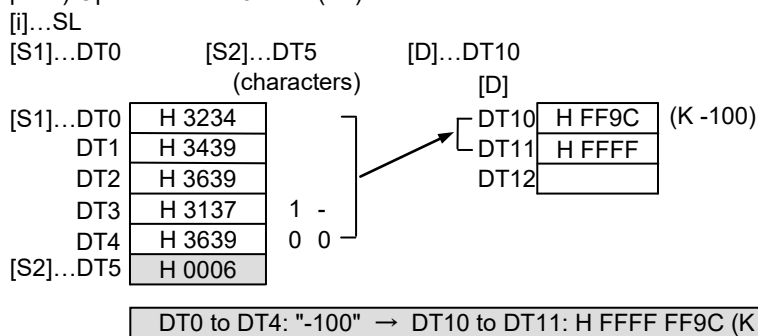 [i]…SL
[S1]…DT0 [S2]…DT5 [D]…DT10
(characters) [D]
[S1]…DT0 H 3234 DT10 H FF9C (K -100)
DT1 H 3439 DT11 H FFFF
DT2 H 3639 DT12
DT3 H 3137 1 -
DT4 H 3639 0 0
[S2]…DT5 H 0006
DT0 to DT4: "-100" → DT10 to DT11: H FFFF FF9C (K